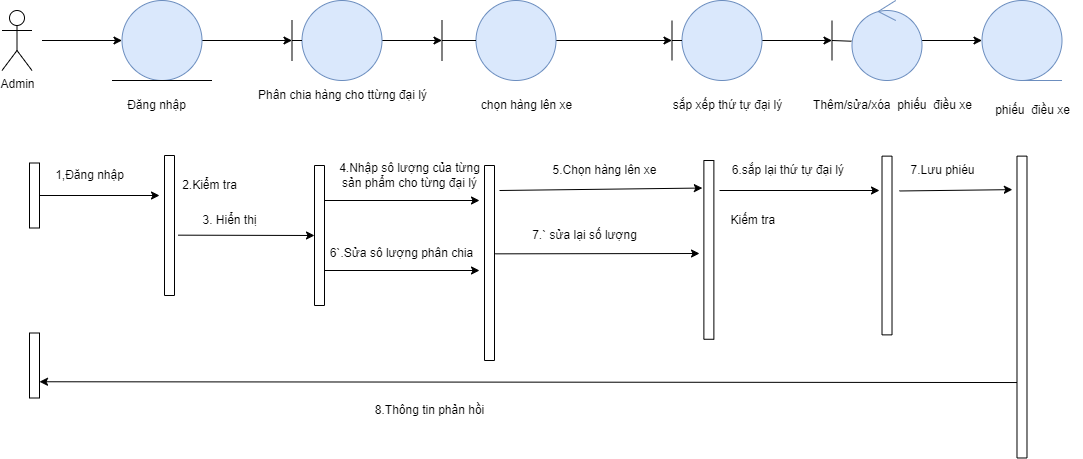 Admin
Đăng nhập
Phân chia hàng cho ttừng đại lý
chọn hàng lên xe
sắp xếp thứ tự đại lý
Thêm/sửa/xóa phiếu điều xe
phiếu điều xe
1,Đăng nhập
2.Kiểm tra
3. Hiển thị
4.Nhập sô lượng của từng
sản phẩm cho từng đại lý
5.Chọn hàng lên xe
6.sắp lại thứ tự đại lý
7.Lưu phiêu
Kiểm tra
7.` sửa lại số lượng
6`.Sửa sô lượng phân chia
8.Thông tin phản hồi